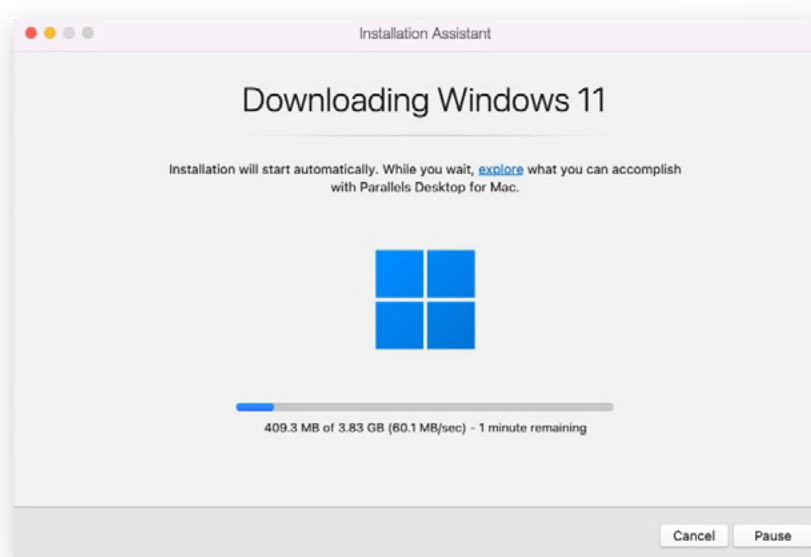 Installation Assistant
Downloading Windows 11
Installation will start automatically. While you wait, explore what you can accomplish
with Parallels Desktop for Mac.
409.3 MB of 3.83 GB (60.1 MB/sec) - 1 minute remaining
Cancel Pause